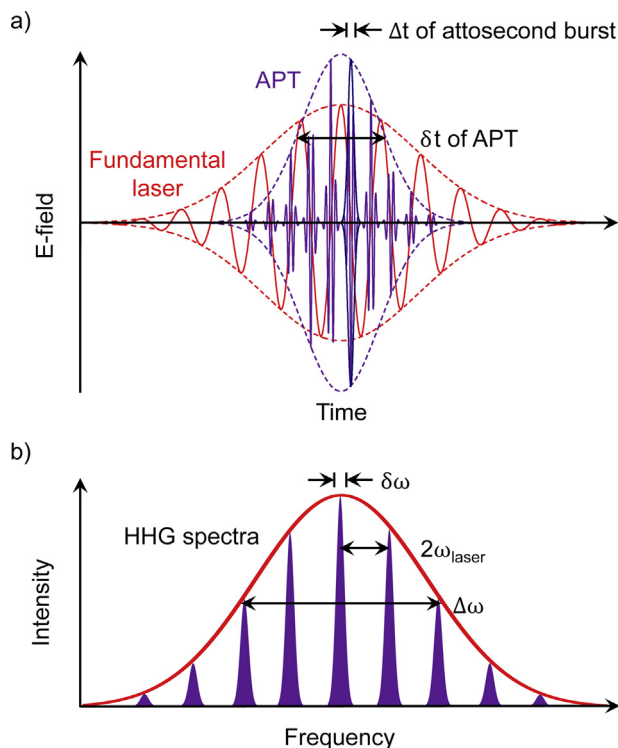 a)
Δt of attosecond burst
APT
δt of APT
Fundamental
laser
E-field
Time
b)
δω
HHG spectra
2ωlaser
Δω
Intensity
Frequency